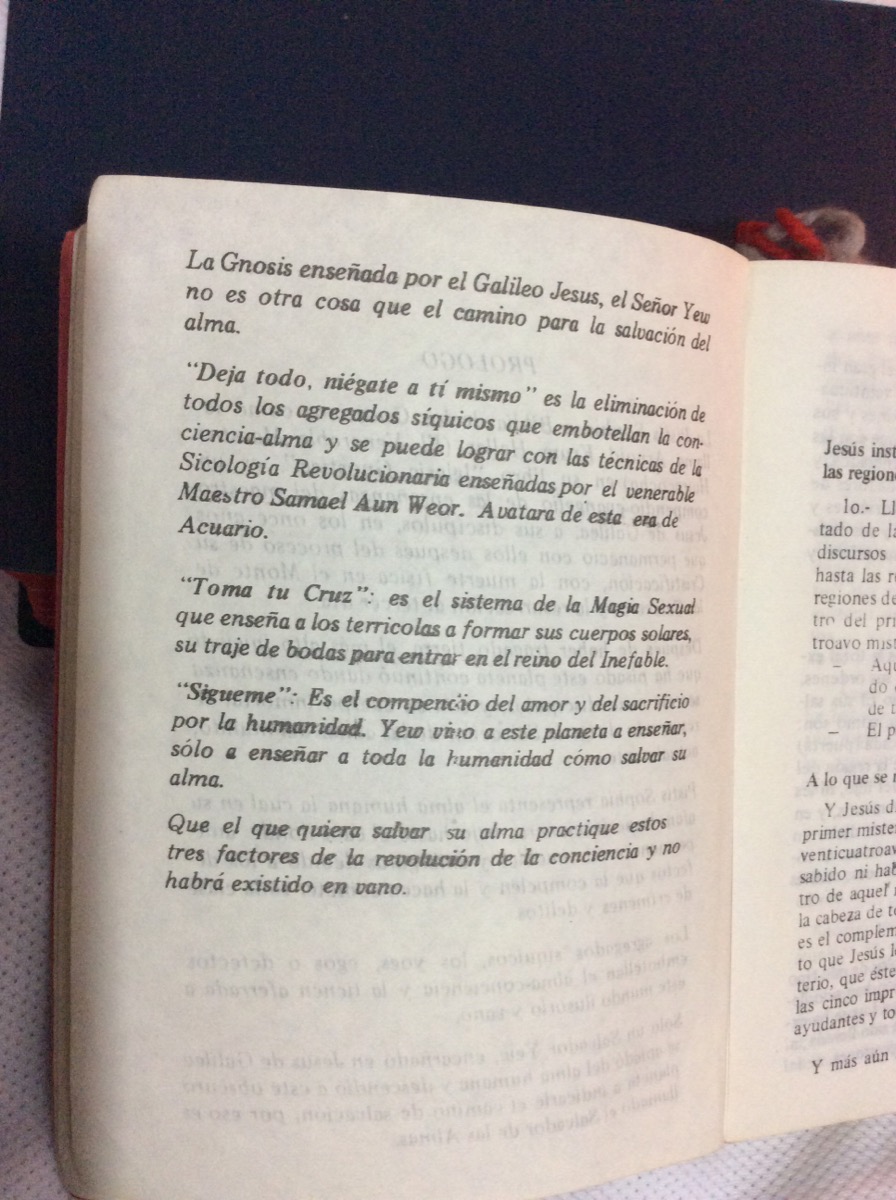 La Gnosis enseñada por el Galileo Jesus, el Señor Yew
no es otra cosa que el camino para la salvación del
alma.
"Deja todo, niégate a tí mismo" es la eliminación de
todos los agregados síquicos que embotellan la con-
ciencia-alma y se puede lograr con las técnicas de la
Sicología Revolucionaria enseñadas por el venerable
Maestro Samael Aun Weor. Avatara de esta era de
Acuario.
"Toma tu Cruz": es el sistema de la Magia Sexual
que enseña a los terricolas a formar sus cuerpos solares,
su traje de bodas para entrar en el reino del Inefable.
"Sigueme": Es el compendio del amor y del sacrificio
por la humanidad. Yew vino a este planeta a enseñar,
sólo a enseñar a toda la humanidad cómo salvar su
alma.
Que el que quiera salvar su alma practique estos
tres factores de la revolución de la conciencia y no
habrá existido en vano.
Jesús inst
las region
1o.- Ll
tado de la
discursos
hasta las r
regiones de
tro del pri
troavo mist
- Aqu
do
de t
- El p
A lo que se
Y Jesús d
primer miste
venticuatroav
sabido ni hab
tro de aquel
la cabeza de t
es el complem
to que Jesús l
terio, que éste
las cinco impr
ayudantes y to
Y más aún